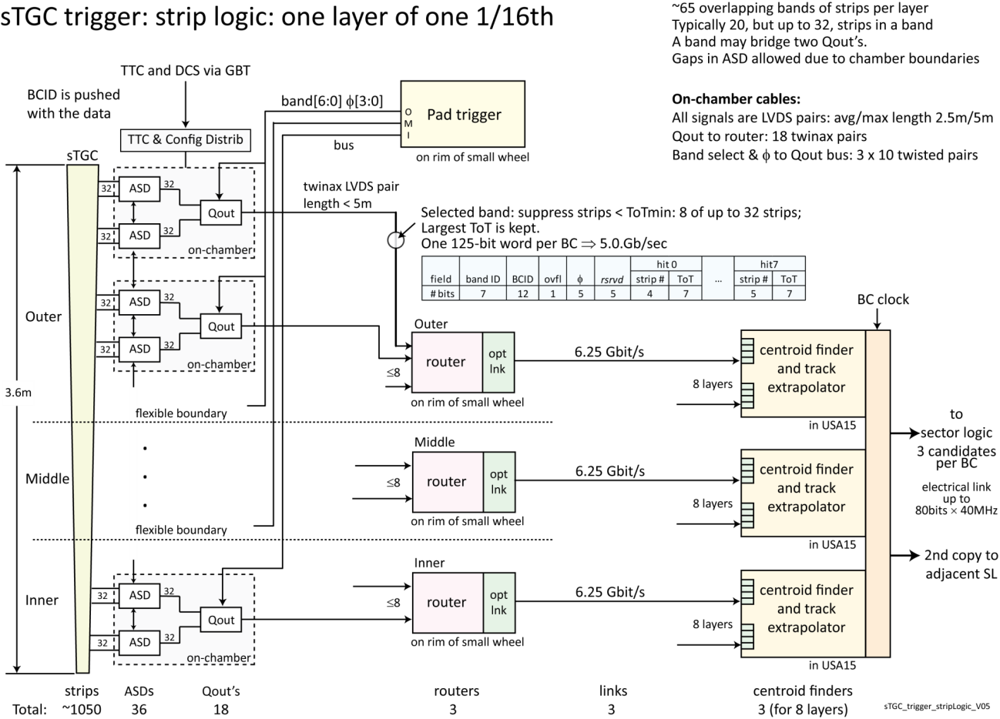 sTGC trigger: strip logic: one layer of one 1/16th
~65 overlapping bands of strips per layer
Typically 20, but up to 32, strips in a band
A band may bridge two Qout's.
Gaps in ASD allowed due to chamber boundaries
On-chamber cables:
All signals are LVDS pairs: avg/max length 2.5m/5m
Qout to router: 18 twinax pairs
Band select & ϕ to Qout bus: 3 x 10 twisted pairs
TTC and DCS via GBT
BCID is pushed
with the data
TTC & Config Distrib
band[6:0] ϕ[3:0]
bus
O
M
I
Pad trigger
on rim of small wheel
sTGC
32
ASD
32
Qout
32
ASD
32
on-chamber
twinax LVDS pair
length < 5m
Selected band: suppress strips < ToTmin: 8 of up to 32 strips;
Largest ToT is kept.
One 125-bit word per BC ⇒ 5.0.Gb/sec
hit 0
hit7
field
band ID
BCID
ovfl
ϕ
rsrvd
strip #
ToT
...
strip #
ToT
# bits
7
12
1
5
5
4
7
5
7
Outer
32
ASD
32
Qout
32
ASD
32
on-chamber
3.6m
flexible boundary
Outer
router
opt
lnk
≤8
on rim of small wheel
6.25 Gbit/s
8 layers
centroid finder
and track
extrapolator
in USA15
BC clock
Middle
flexible boundary
Middle
router
opt
lnk
≤8
on rim of small wheel
6.25 Gbit/s
8 layers
centroid finder
and track
extrapolator
in USA15
to
sector logic
3 candidates
per BC
electrical link
up to
80bits × 40MHz
2nd copy to
adjacent SL
Inner
32
ASD
32
Qout
32
ASD
32
on-chamber
Inner
router
opt
lnk
≤8
on rim of small wheel
6.25 Gbit/s
8 layers
centroid finder
and track
extrapolator
in USA15
strips ASDs Qout's routers links centroid finders
Total: ~1050 36 18 3 3 3 (for 8 layers)
sTGC_trigger_stripLogic_V05